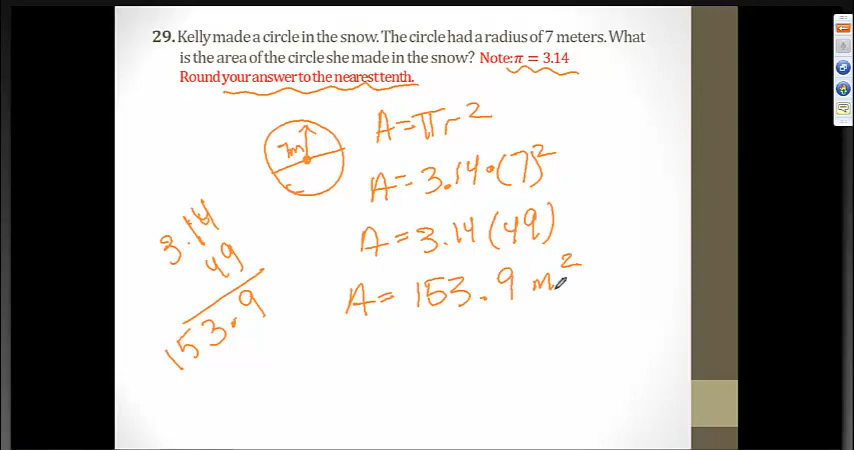 29. Kelly made a circle in the snow. The circle had a radius of 7 meters. What
is the area of the circle she made in the snow? Note: π = 3.14
Round your answer to the nearest tenth.
7m
A = πr²
A = 3.14 • (7)²
A = 3.14 (49)
A = 153.9 m²
3.14
49
153.9